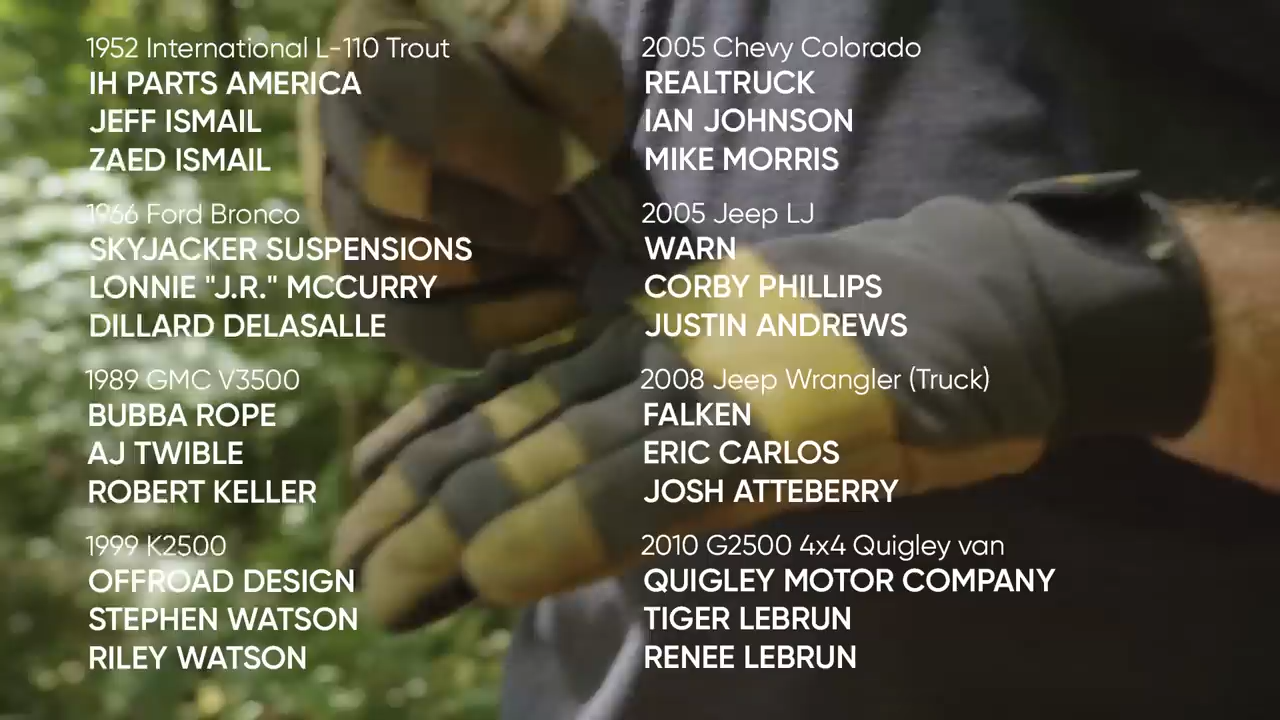 1952 International L-110 Trout
IH PARTS AMERICA
JEFF ISMAIL
ZAED ISMAIL
1966 Ford Bronco
SKYJACKER SUSPENSIONS
LONNIE "J.R." MCCURRY
DILLARD DELASALLE
1989 GMC V3500
BUBBA ROPE
AJ TWIBLE
ROBERT KELLER
1999 K2500
OFFROAD DESIGN
STEPHEN WATSON
RILEY WATSON
2005 Chevy Colorado
REALTRUCK
IAN JOHNSON
MIKE MORRIS
2005 Jeep LJ
WARN
CORBY PHILLIPS
JUSTIN ANDREWS
2008 Jeep Wrangler (Truck)
FALKEN
ERIC CARLOS
JOSH ATTEBERRY
2010 G2500 4x4 Quigley van
QUIGLEY MOTOR COMPANY
TIGER LEBRUN
RENEE LEBRUN